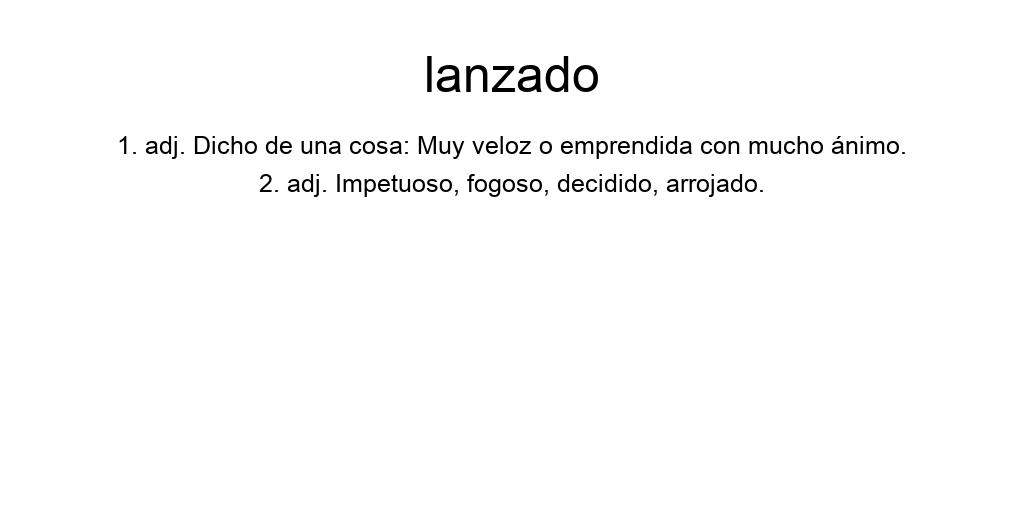 lanzado
1. adj. Dicho de una cosa: Muy veloz o emprendida con mucho ánimo.
2. adj. Impetuoso, fogoso, decidido, arrojado.